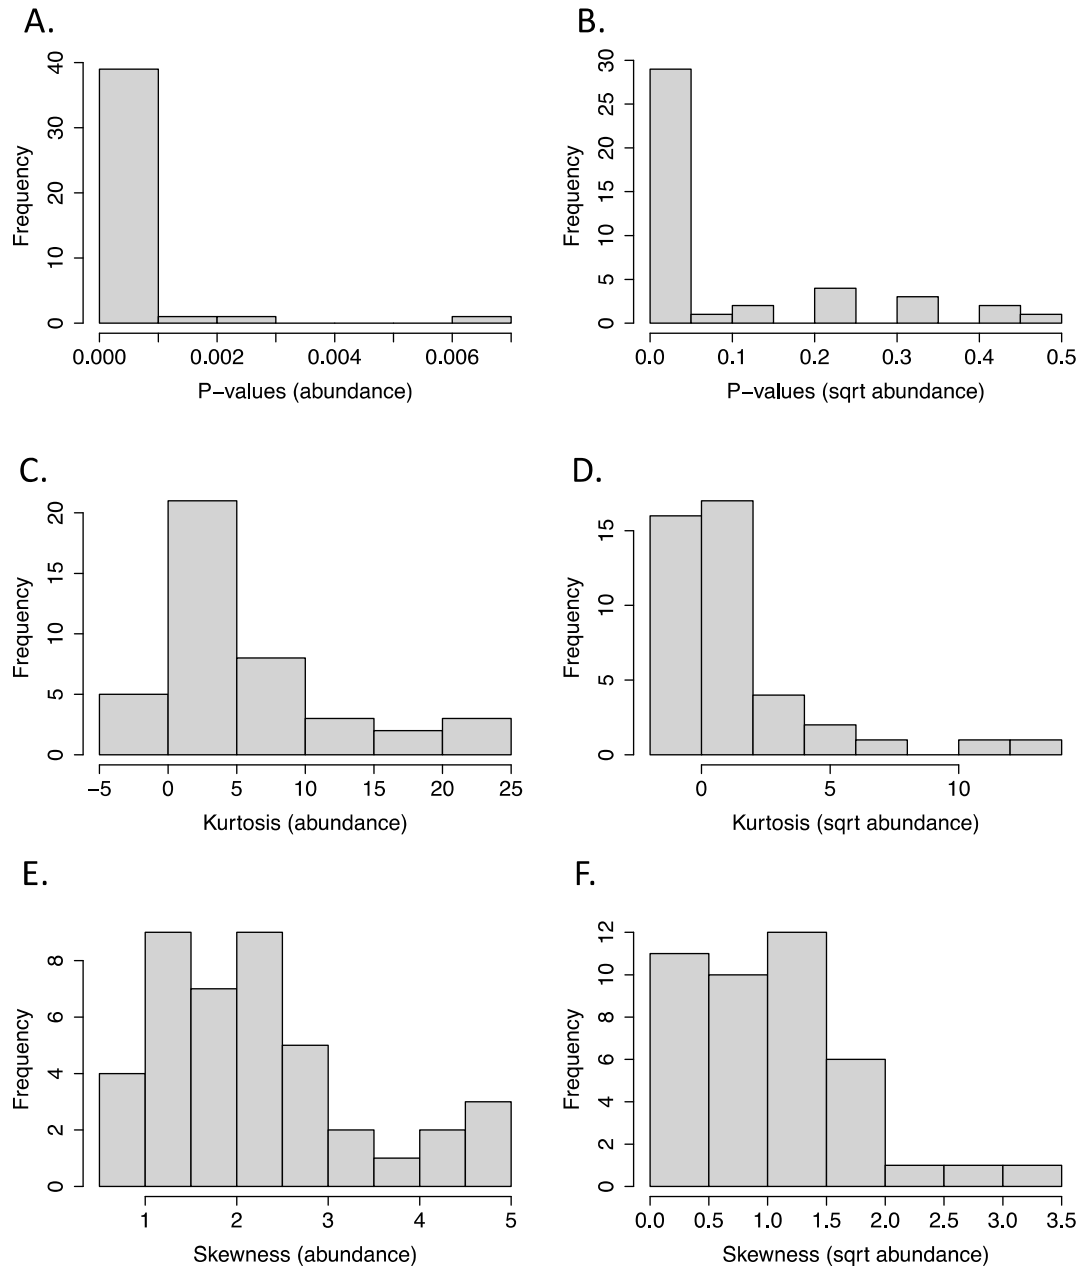 A.
Frequency
0 10 20 30 40
0.000 0.002 0.004 0.006
P−values (abundance)
B.
Frequency
0 5 10 15 20 25 30
0.0 0.1 0.2 0.3 0.4 0.5
P−values (sqrt abundance)
C.
Frequency
0 5 10 15 20
−5 0 5 10 15 20 25
Kurtosis (abundance)
D.
Frequency
0 5 10 15
0 5 10
Kurtosis (sqrt abundance)
E.
Frequency
0 2 4 6 8
1 2 3 4 5
Skewness (abundance)
F.
Frequency
0 2 4 6 8 10 12
0.0 0.5 1.0 1.5 2.0 2.5 3.0 3.5
Skewness (sqrt abundance)